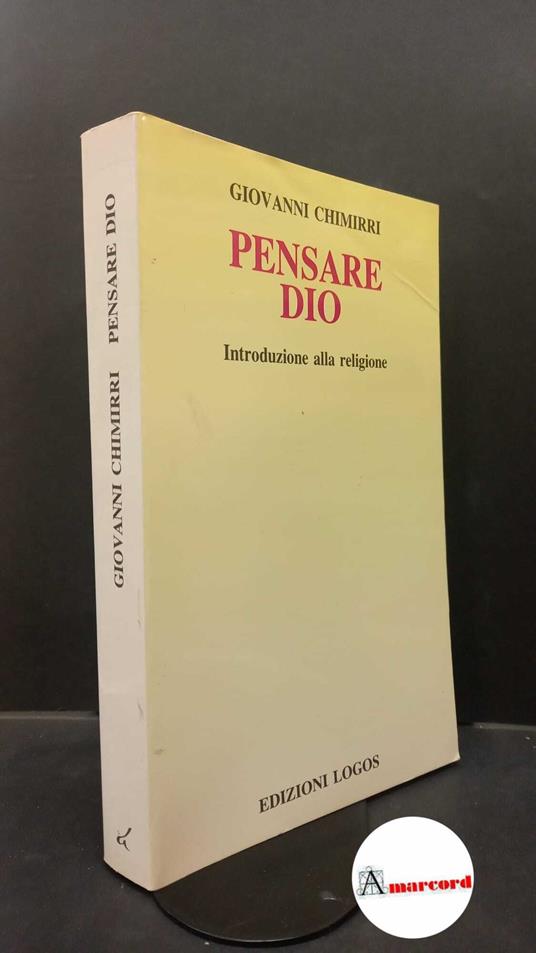 GIOVANNI CHIMIRRI PENSARE DIO
GIOVANNI CHIMIRRI
PENSARE
DIO
Introduzione alla religione
EDIZIONI LOGOS
Amarcord